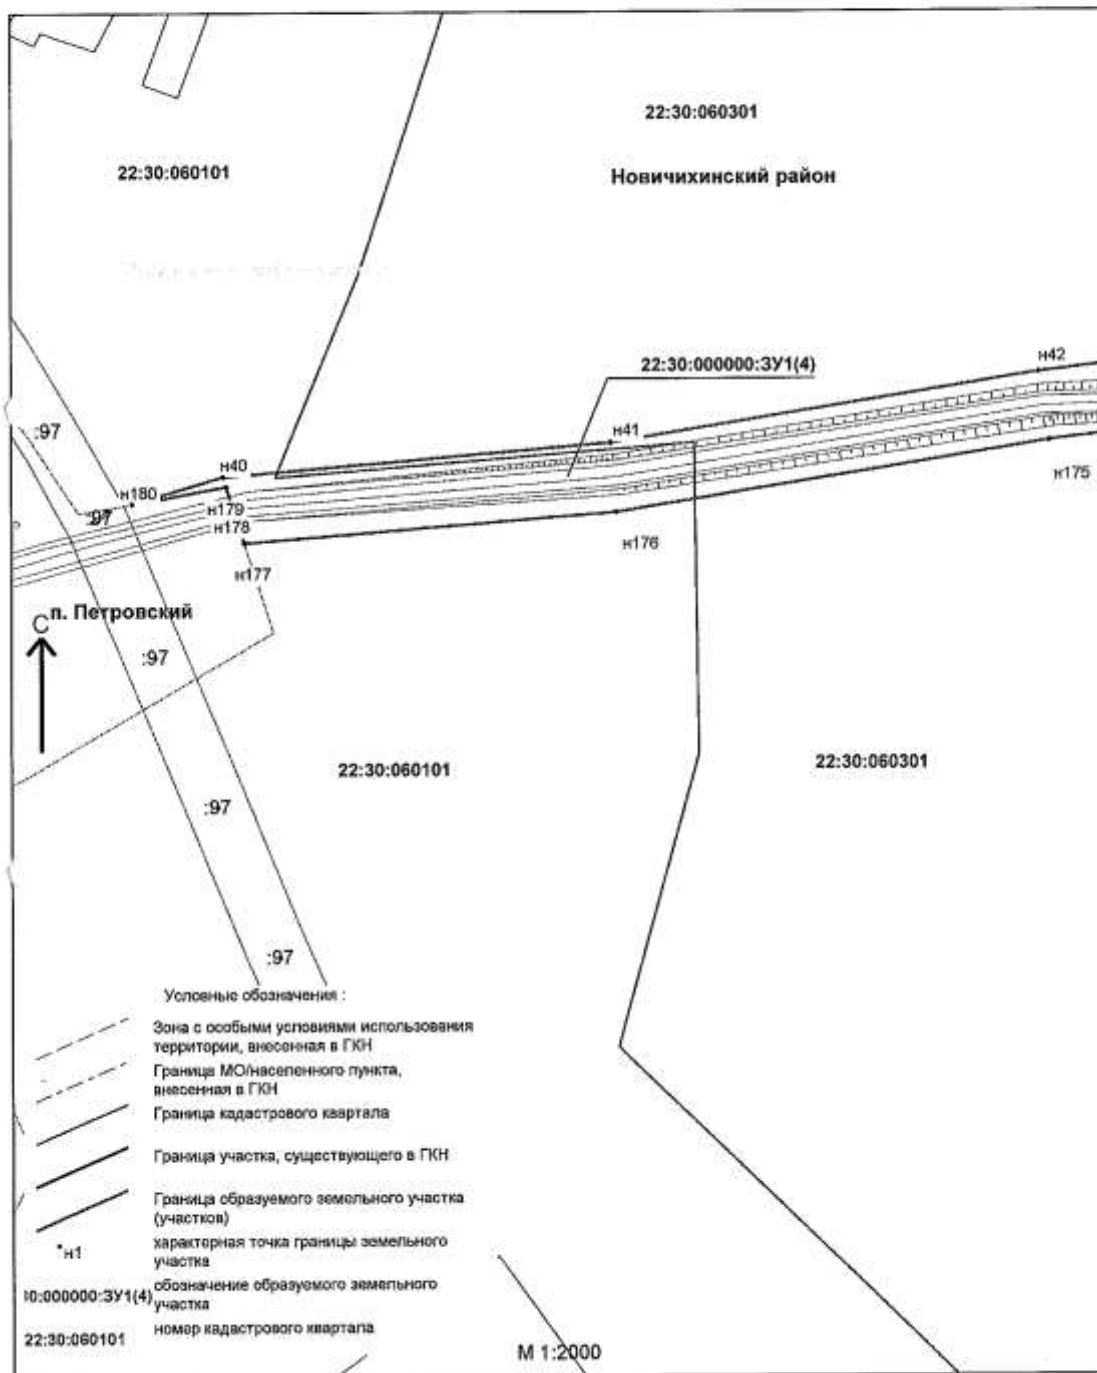 22:30:060301
22:30:060101
Новичихинский район
22:30:000000:ЗУ1(4)
н42
н41
:97
н40
н180
н175
н179
:97
н178
н176
н177
п. Петровский
С
:97
22:30:060101
22:30:060301
:97
:97
Условные обозначения :
Зона с особыми условиями использования
территории, внесенная в ГКН
Граница МО/населенного пункта,
внесенная в ГКН
Граница кадастрового квартала
Граница участка, существующего в ГКН
Граница образуемого земельного участка
(участков)
н1
характерная точка границы земельного
участка
0:000000:ЗУ1(4)
обозначение образуемого земельного
участка
22:30:060101
номер кадастрового квартала
М 1:2000